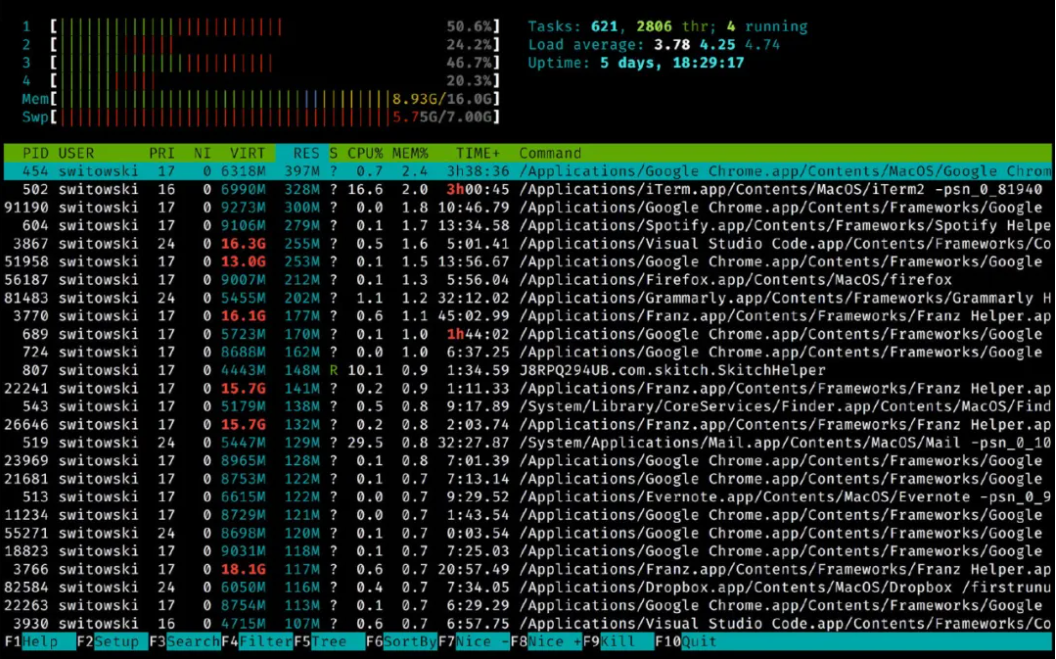 1 [||||||||||||||||||||||||||||||| 50.6%]
2 [|||||||||||||||| 24.2%]
3 [|||||||||||||||||||||||||||||| 46.7%]
4 [|||||||||||||| 20.3%]
Mem[||||||||||||||||||||||||||||||||||||||||||||||8.93G/16.0G]
Swp[||||||||||||||||||||||||||||||||||||||||||||||5.75G/7.00G]
Tasks: 621, 2806 thr; 4 running
Load average: 3.78 4.25 4.74
Uptime: 5 days, 18:29:17
PID USER PRI NI VIRT RES S CPU% MEM% TIME+ Command
454 switowski 17 0 6318M 397M ? 0.7 2.4 3h38:36 /Applications/Google Chrome.app/Contents/MacOS/Google Chrom
502 switowski 16 0 6990M 328M ? 16.6 2.0 3h00:45 /Applications/iTerm.app/Contents/MacOS/iTerm2 -psn_0_81940
91190 switowski 17 0 9273M 300M ? 0.0 1.8 10:46.79 /Applications/Google Chrome.app/Contents/Frameworks/Google
604 switowski 17 0 9106M 279M ? 0.1 1.7 13:34.58 /Applications/Spotify.app/Contents/Frameworks/Spotify Helpe
3867 switowski 24 0 16.3G 255M ? 0.5 1.6 5:01.41 /Applications/Visual Studio Code.app/Contents/Frameworks/Co
51958 switowski 17 0 13.0G 253M ? 0.1 1.5 13:56.67 /Applications/Google Chrome.app/Contents/Frameworks/Google
56187 switowski 17 0 9007M 212M ? 0.1 1.3 5:56.04 /Applications/Firefox.app/Contents/MacOS/firefox
81483 switowski 24 0 5455M 202M ? 1.1 1.2 32:12.02 /Applications/Grammarly.app/Contents/Frameworks/Grammarly H
3770 switowski 17 0 16.1G 177M ? 0.6 1.1 45:02.99 /Applications/Franz.app/Contents/Frameworks/Franz Helper.ap
689 switowski 17 0 5723M 170M ? 0.1 1.0 1h44:02 /Applications/Google Chrome.app/Contents/Frameworks/Google
724 switowski 17 0 8688M 162M ? 0.0 1.0 6:37.25 /Applications/Google Chrome.app/Contents/Frameworks/Google
807 switowski 17 0 4443M 148M R 10.1 0.9 1:34.59 J8RPQ294UB.com.skitch.SkitchHelper
22241 switowski 17 0 15.7G 141M ? 0.2 0.9 1:11.33 /Applications/Franz.app/Contents/Frameworks/Franz Helper.ap
543 switowski 17 0 5179M 138M ? 0.5 0.8 9:17.89 /System/Library/CoreServices/Finder.app/Contents/MacOS/Find
26646 switowski 17 0 15.7G 132M ? 0.2 0.8 2:03.74 /Applications/Franz.app/Contents/Frameworks/Franz Helper.ap
519 switowski 24 0 5447M 129M ? 29.5 0.8 32:27.87 /System/Applications/Mail.app/Contents/MacOS/Mail -psn_0_10
23969 switowski 17 0 8965M 128M ? 0.1 0.8 7:01.39 /Applications/Google Chrome.app/Contents/Frameworks/Google
21681 switowski 17 0 8753M 122M ? 0.1 0.7 7:13.14 /Applications/Google Chrome.app/Contents/Frameworks/Google
513 switowski 17 0 6615M 122M ? 0.0 0.7 9:29.52 /Applications/Evernote.app/Contents/MacOS/Evernote -psn_0_9
11234 switowski 17 0 8729M 121M ? 0.0 0.7 1:43.54 /Applications/Google Chrome.app/Contents/Frameworks/Google
55271 switowski 24 0 8698M 120M ? 0.1 0.7 0:03.54 /Applications/Google Chrome.app/Contents/Frameworks/Google
18823 switowski 17 0 9031M 118M ? 0.1 0.7 7:25.03 /Applications/Google Chrome.app/Contents/Frameworks/Google
3766 switowski 17 0 18.1G 117M ? 0.6 0.7 20:57.49 /Applications/Franz.app/Contents/Frameworks/Franz Helper.ap
82584 switowski 24 0 6050M 116M ? 0.4 0.7 7:34.05 /Applications/Dropbox.app/Contents/MacOS/Dropbox /firstrunu
22263 switowski 17 0 8754M 113M ? 0.1 0.7 6:29.29 /Applications/Google Chrome.app/Contents/Frameworks/Google
3930 switowski 16 0 4715M 107M ? 0.6 0.7 6:57.75 /Applications/Visual Studio Code.app/Contents/Frameworks/Co
F1Help F2Setup F3SearchF4FilterF5Tree F6SortByF7Nice -F8Nice +F9Kill F10Quit